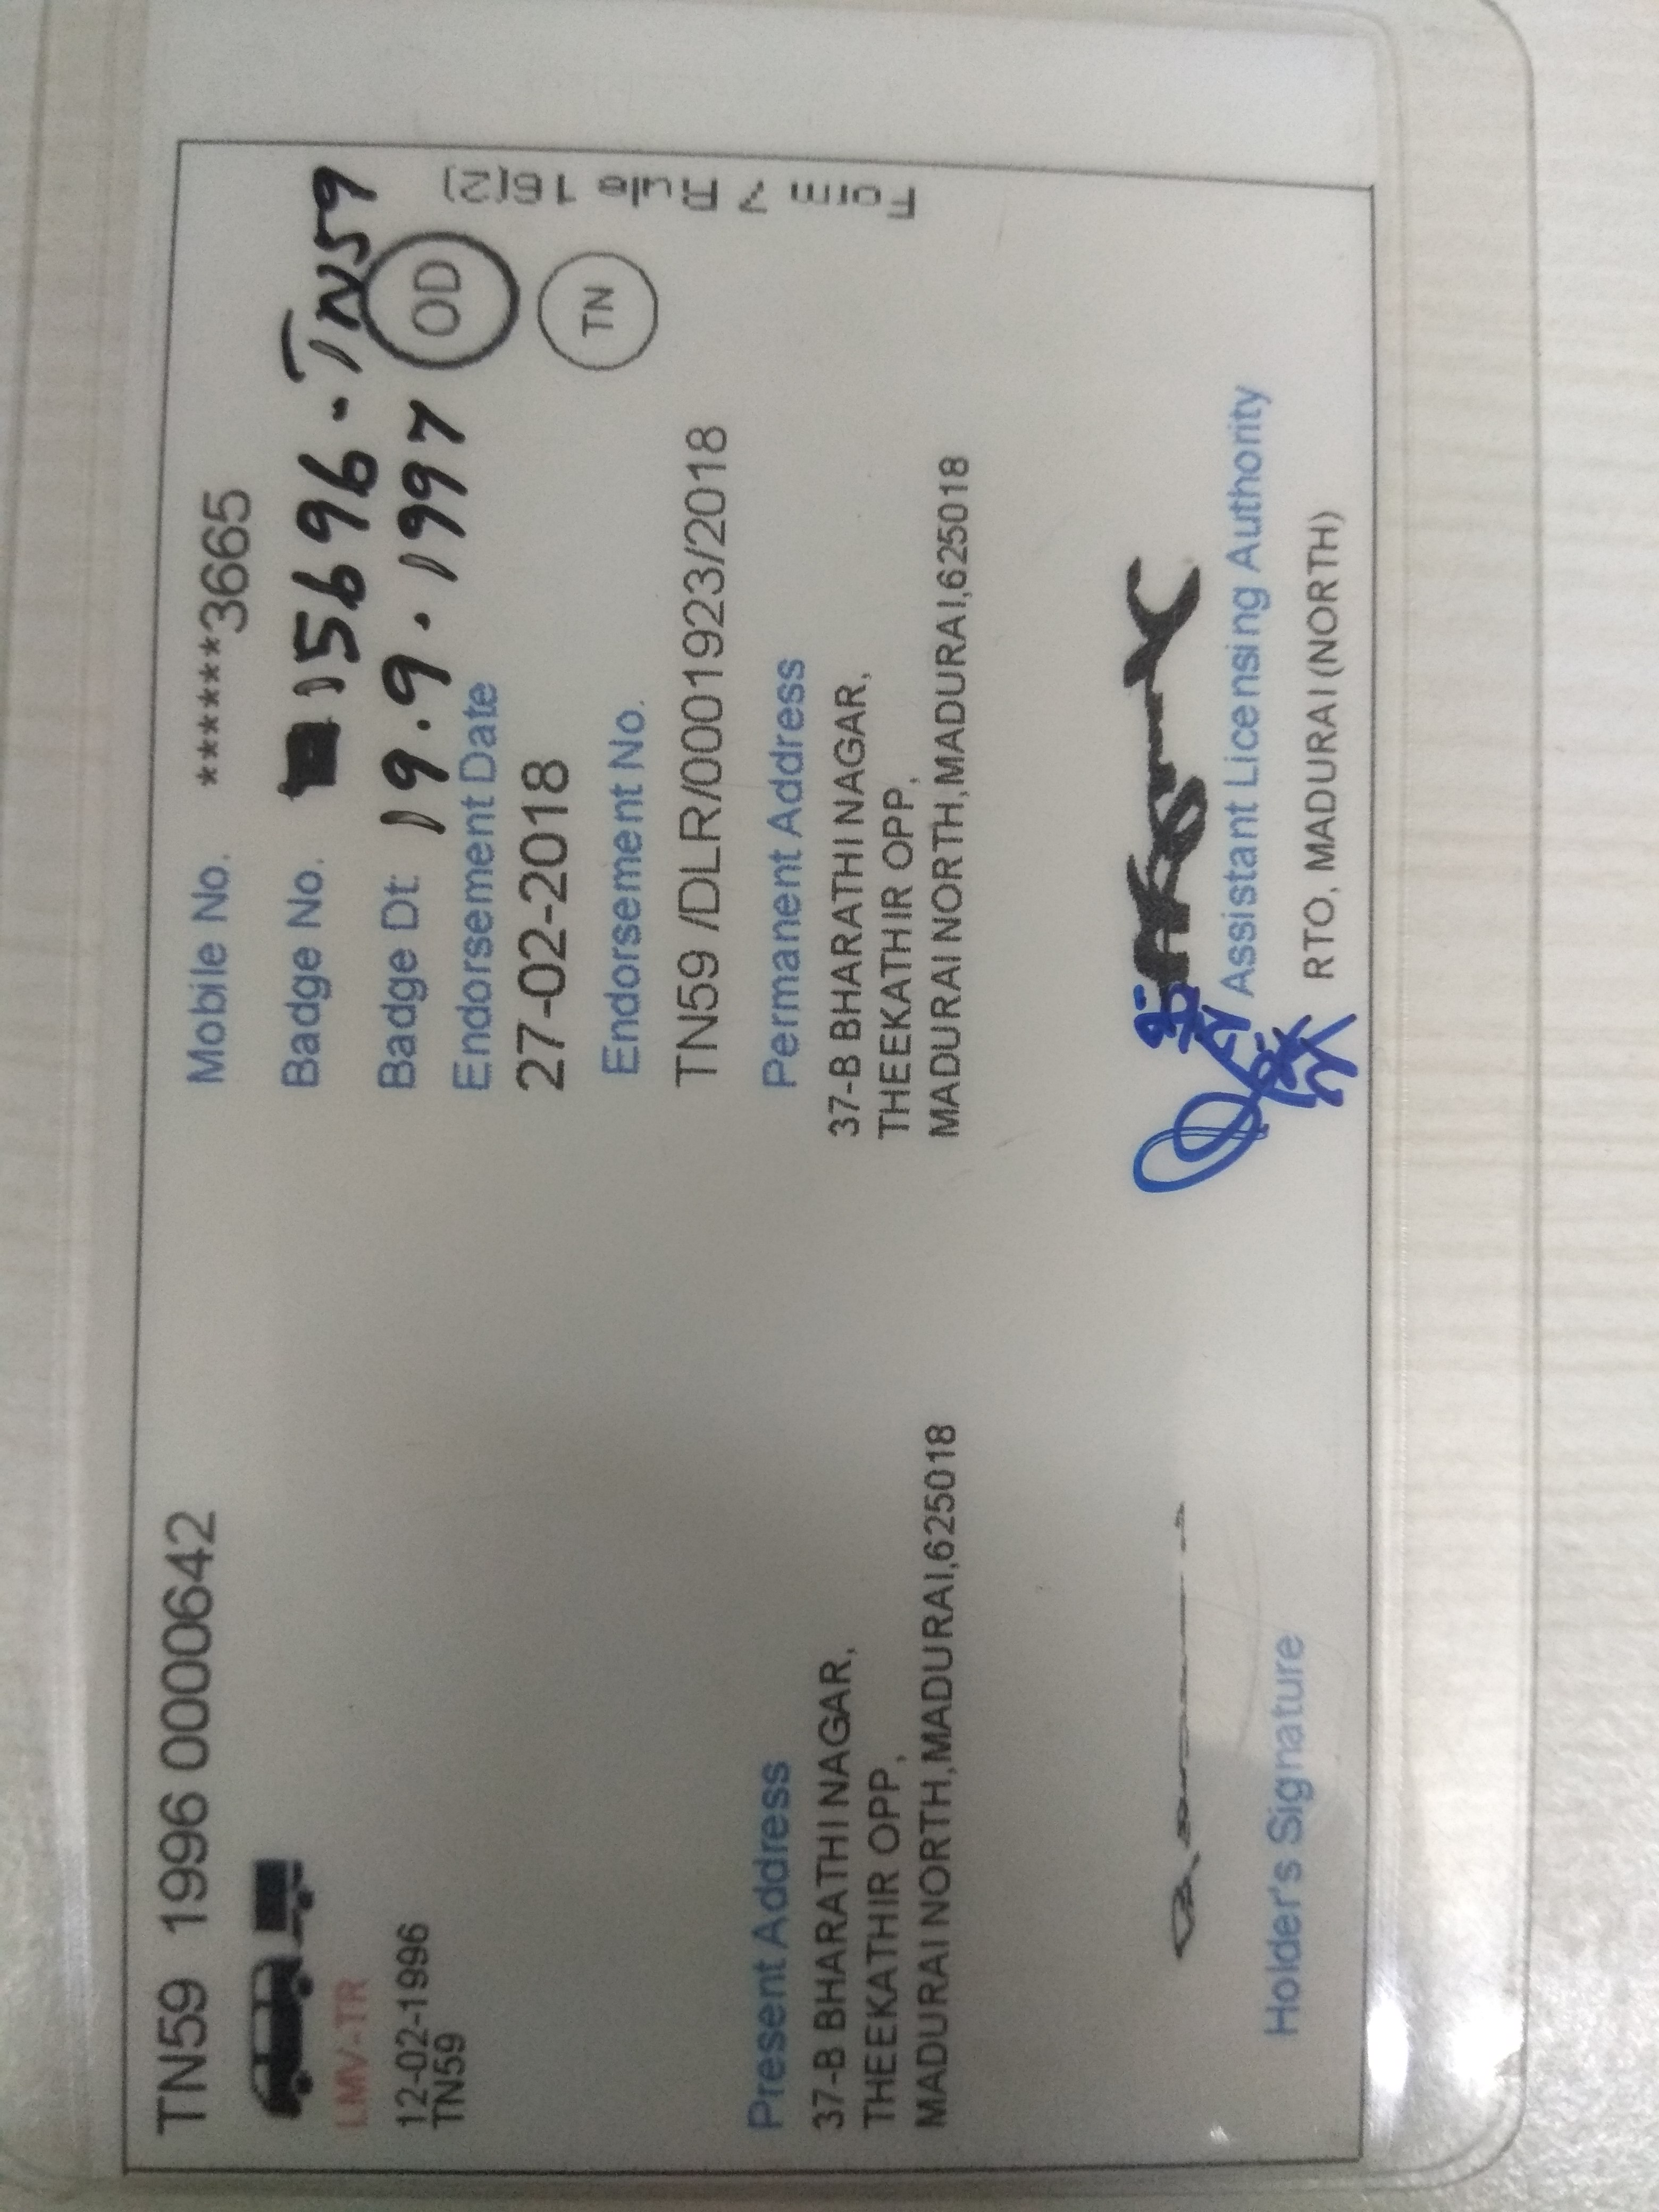 TN59 1996 0000642
LMV-TR
12-02-1996
TN59
Mobile No. ******3665
Badge No. 15696-TN59
Badge Dt: 19.9.1997
OD
Endorsement Date
27-02-2018
TN
Endorsement No.
TN59 /DLR/0001923/2018
Form 7 Rule 16(2)
Present Address
37-B BHARATHI NAGAR,
THEEKATHIR OPP,
MADURAI NORTH,MADURAI,625018
Permanent Address
37-B BHARATHI NAGAR,
THEEKATHIR OPP,
MADURAI NORTH,MADURAI,625018
Holder's Signature
Assistant Licensing Authority
RTO, MADURAI (NORTH)